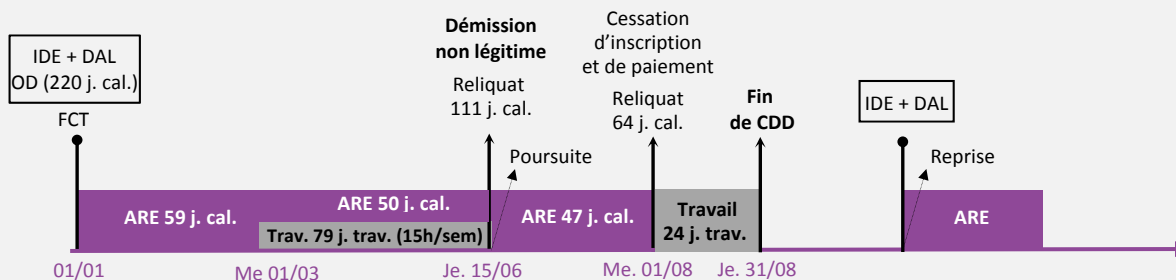 IDE + DAL
OD (220 j. cal.)
FCT
Démission
non légitime
Reliquat
111 j. cal.
Cessation
d'inscription
et de paiement
Reliquat
64 j. cal.
Fin
de CDD
IDE + DAL
Poursuite
Reprise
ARE 59 j. cal.
ARE 50 j. cal.
Trav. 79 j. trav. (15h/sem)
ARE 47 j. cal.
Travail
24 j. trav.
ARE
01/01
Me 01/03
Je. 15/06
Me. 01/08
Je. 31/08